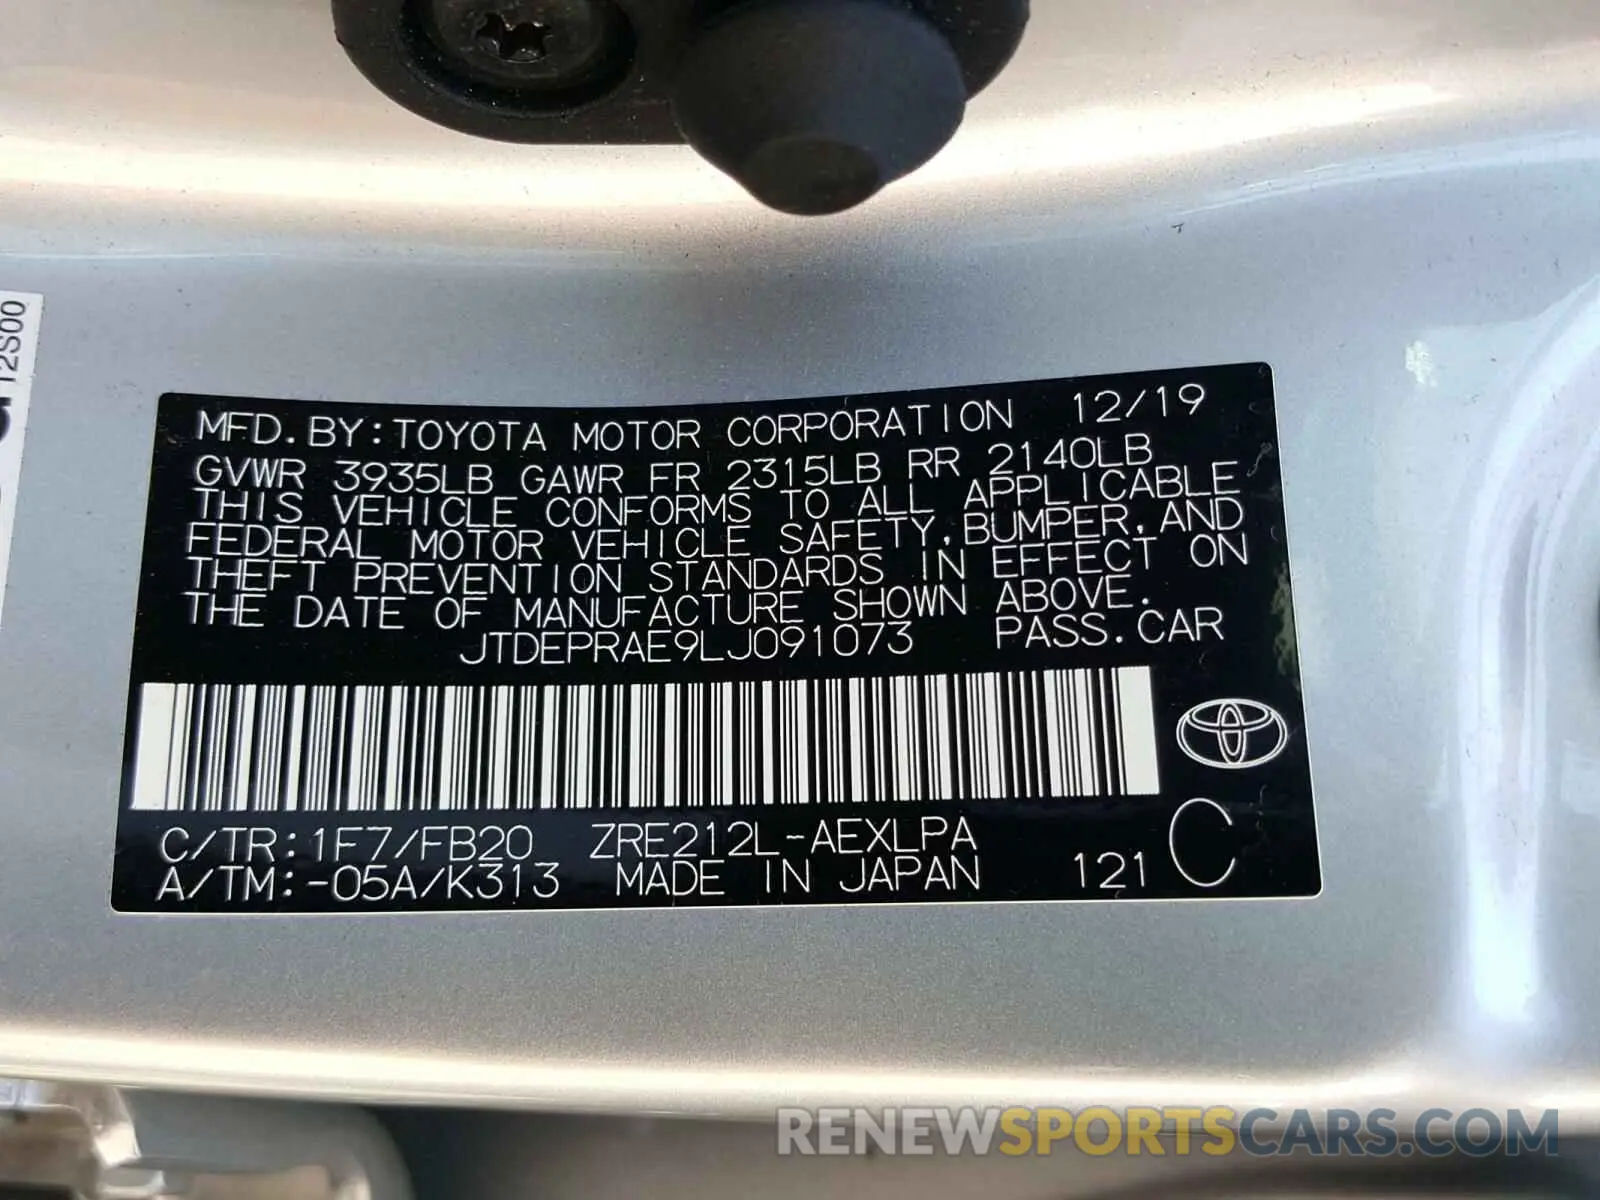 12S00
MFD.BY:TOYOTA MOTOR CORPORATION 12/19
GVWR 3935LB GAWR FR 2315LB RR 2140LB
THIS VEHICLE CONFORMS TO ALL APPLICABLE
FEDERAL MOTOR VEHICLE SAFETY,BUMPER,AND
THEFT PREVENTION STANDARDS IN EFFECT ON
THE DATE OF MANUFACTURE SHOWN ABOVE.
JTDEPRAE9LJ091073 PASS.CAR
C/TR:1F7/FB20 ZRE212L-AEXLPA
A/TM:-05A/K313 MADE IN JAPAN 121 C
RENEWSPORTSCARS.COM